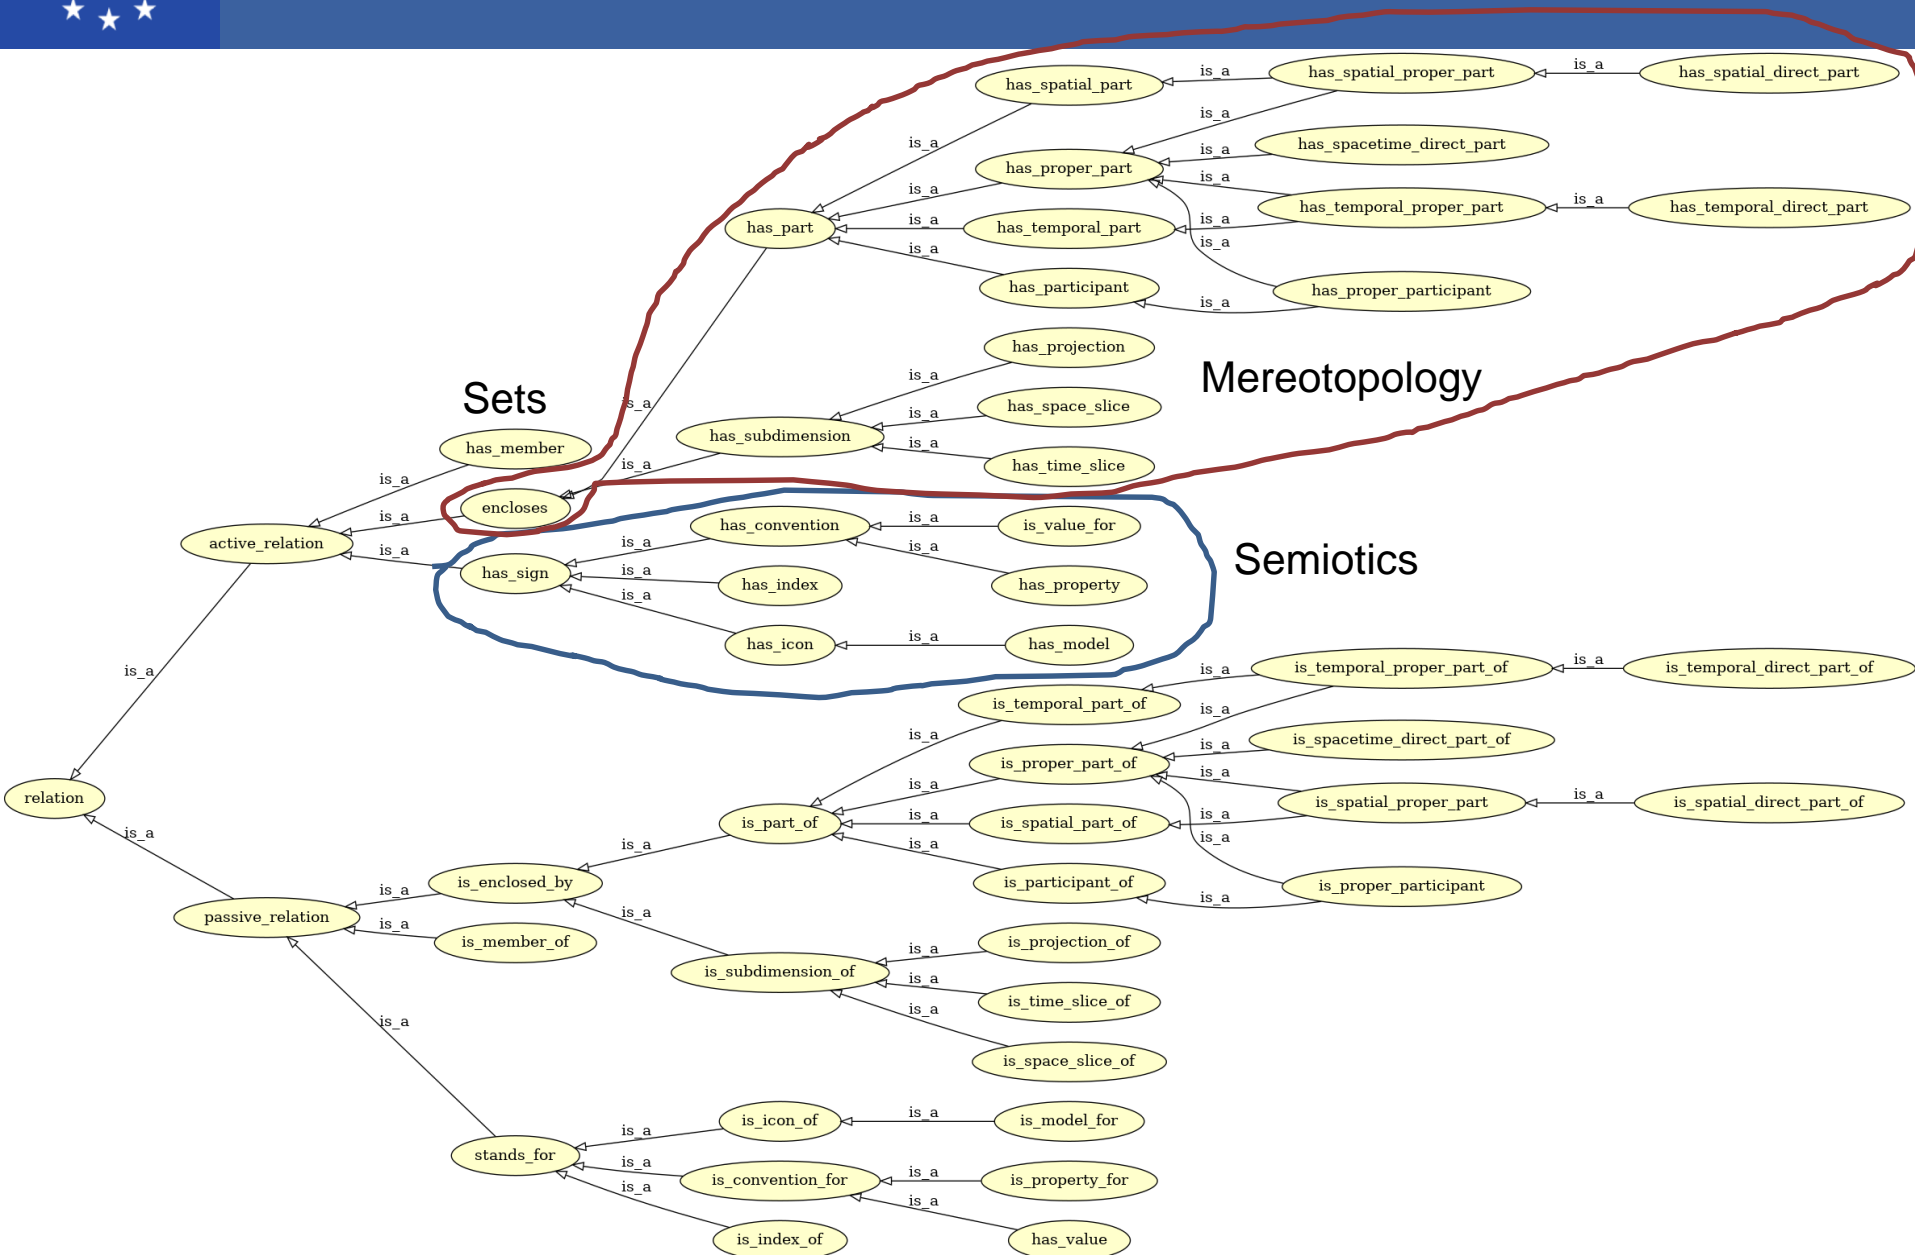 has_spatial_part
is_a
has_spatial_proper_part
is_a
has_spatial_direct_part
is_a
is_a
has_proper_part
is_a
has_spacetime_direct_part
is_a
is_a
has_temporal_proper_part
is_a
has_temporal_direct_part
has_part
is_a
has_temporal_part
is_a
is_a
is_a
has_participant
is_a
has_proper_participant
has_projection
Mereotopology
is_a
Sets
is_a
has_subdimension
is_a
has_space_slice
has_member
is_a
is_a
has_time_slice
is_a
encloses
is_a
active_relation
is_a
has_sign
is_a
has_convention
is_a
is_value_for
Semiotics
is_a
has_index
is_a
has_property
is_a
has_icon
is_a
has_model
is_a
is_temporal_part_of
is_a
is_temporal_proper_part_of
is_a
is_temporal_direct_part_of
is_a
is_a
is_proper_part_of
is_a
is_spacetime_direct_part_of
relation
is_a
is_a
is_spatial_proper_part
is_a
is_spatial_direct_part_of
is_part_of
is_a
is_spatial_part_of
is_a
is_a
is_a
is_a
is_enclosed_by
is_a
is_participant_of
is_a
is_proper_participant
passive_relation
is_a
is_a
is_member_of
is_a
is_subdimension_of
is_a
is_projection_of
is_a
is_time_slice_of
is_a
is_a
is_space_slice_of
is_icon_of
is_a
is_model_for
is_a
stands_for
is_a
is_convention_for
is_a
is_property_for
is_a
is_index_of
is_a
has_value